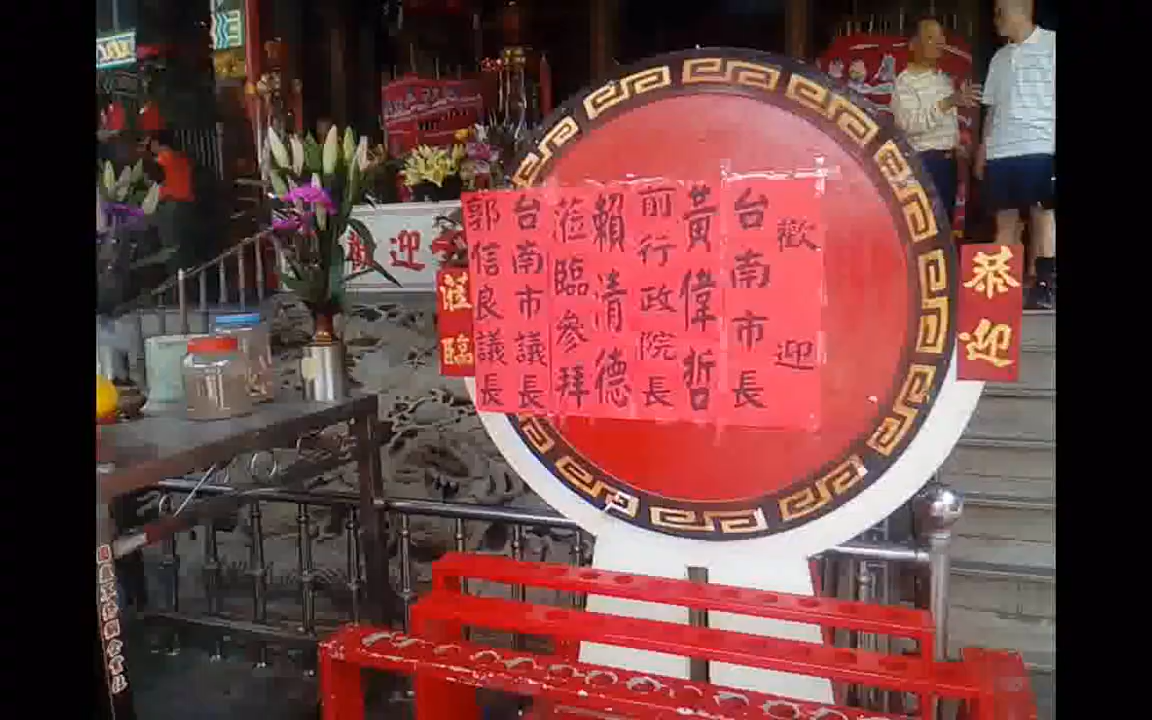 歡迎
台南市長
黃偉哲
前行政院長
賴清德
蒞臨參拜
台南市議長
郭信良議長
恭迎
蒞臨
歡迎